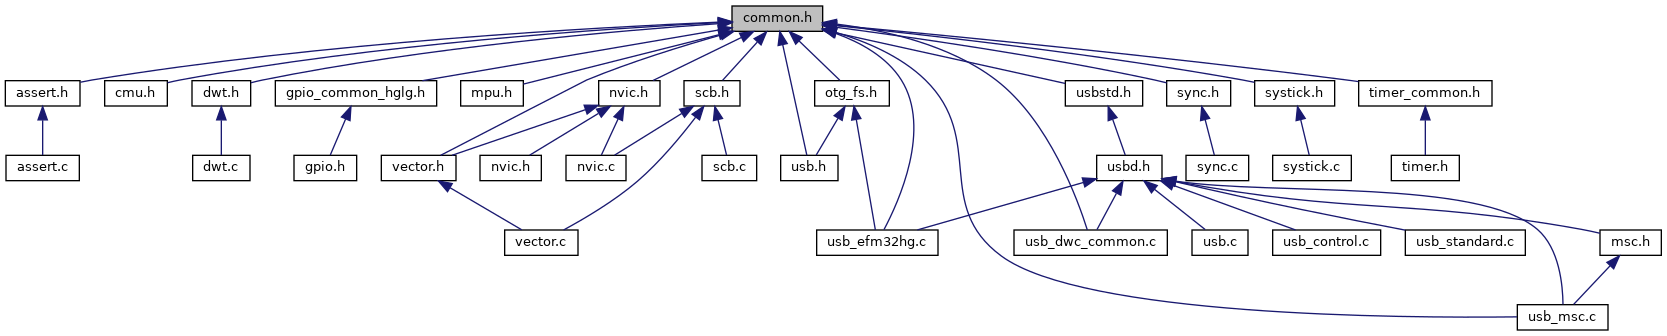 common.h
assert.h
cmu.h
dwt.h
gpio_common_hglg.h
mpu.h
nvic.h
scb.h
otg_fs.h
usbstd.h
sync.h
systick.h
timer_common.h
assert.c
dwt.c
gpio.h
vector.h
nvic.h
nvic.c
scb.c
usb.h
usbd.h
sync.c
systick.c
timer.h
vector.c
usb_efm32hg.c
usb_dwc_common.c
usb.c
usb_control.c
usb_standard.c
msc.h
usb_msc.c